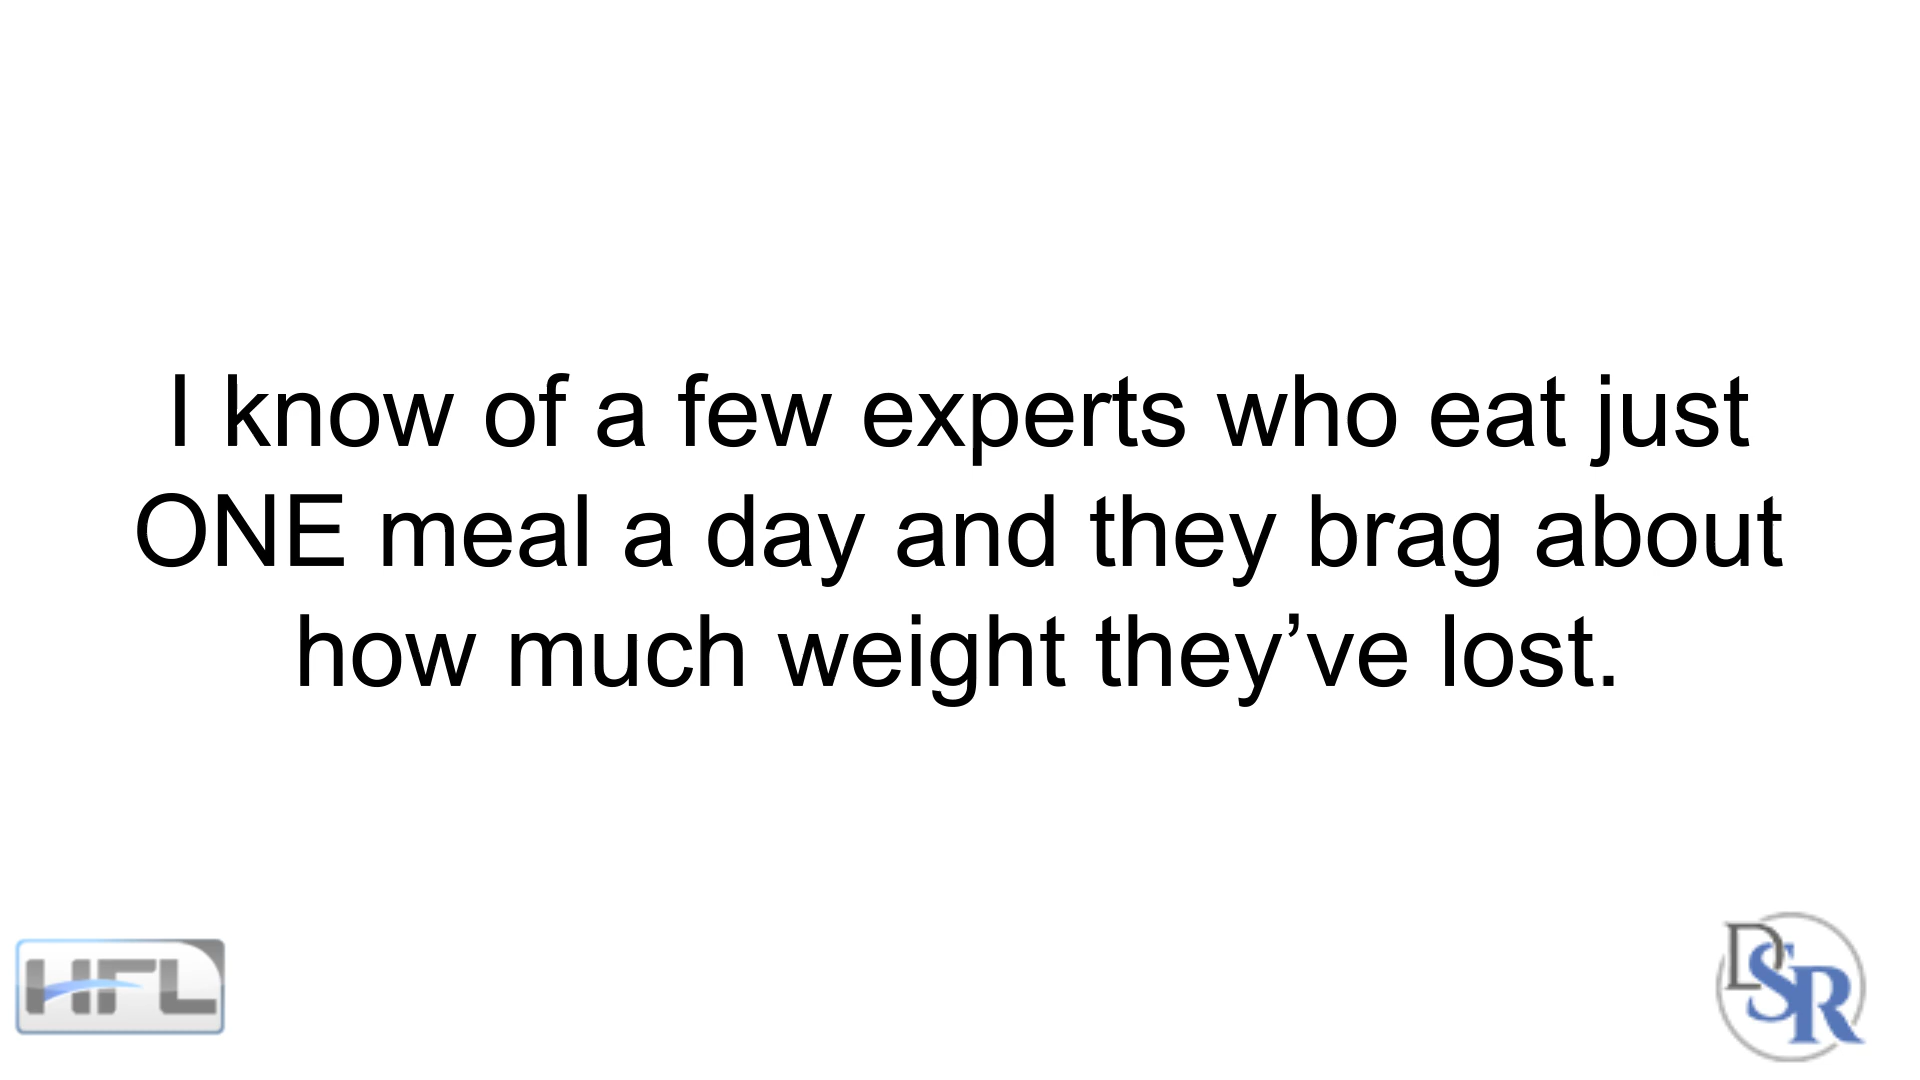 I know of a few experts who eat just
ONE meal a day and they brag about
how much weight they’ve lost.
HFL
DSR